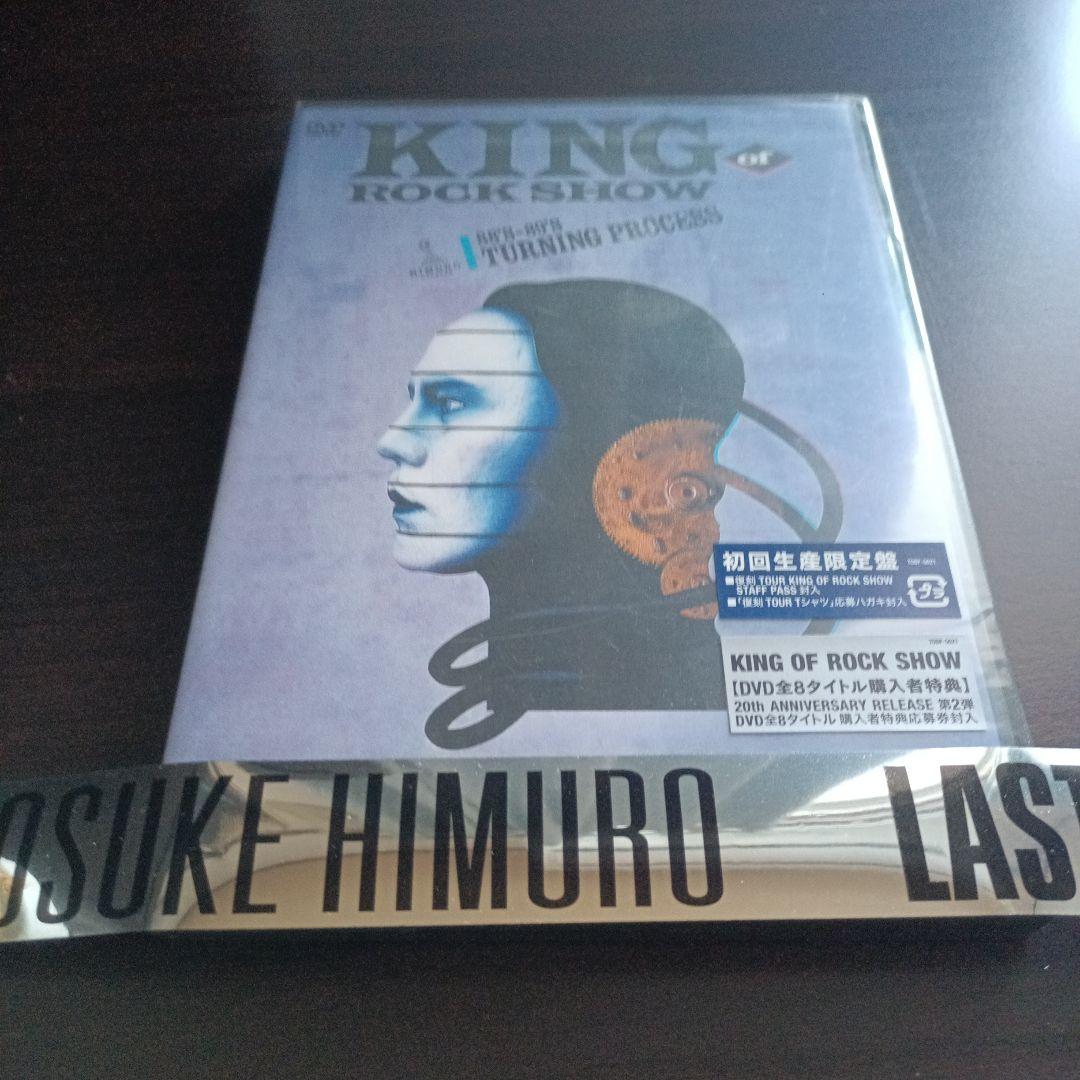 KING of
ROCK SHOW
88'S-89'S
TURNING PROCESS
初回生産限定盤
■復刻 TOUR KING OF ROCK SHOW
STAFF PASS 封入
■「復刻 TOUR Tシャツ」応募ハガキ封入
KING OF ROCK SHOW
【DVD全8タイトル購入者特典】
20th ANNIVERSARY RELEASE 第2弾
DVD全8タイトル 購入者特典応募券封入
OSUKE HIMURO LAST